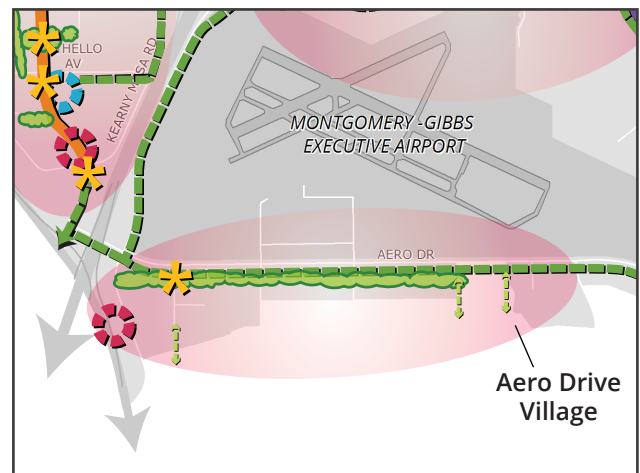 HELLO
AV
KEARNY MESA RD
MONTGOMERY -GIBBS
EXECUTIVE AIRPORT
AERO DR
Aero Drive
Village